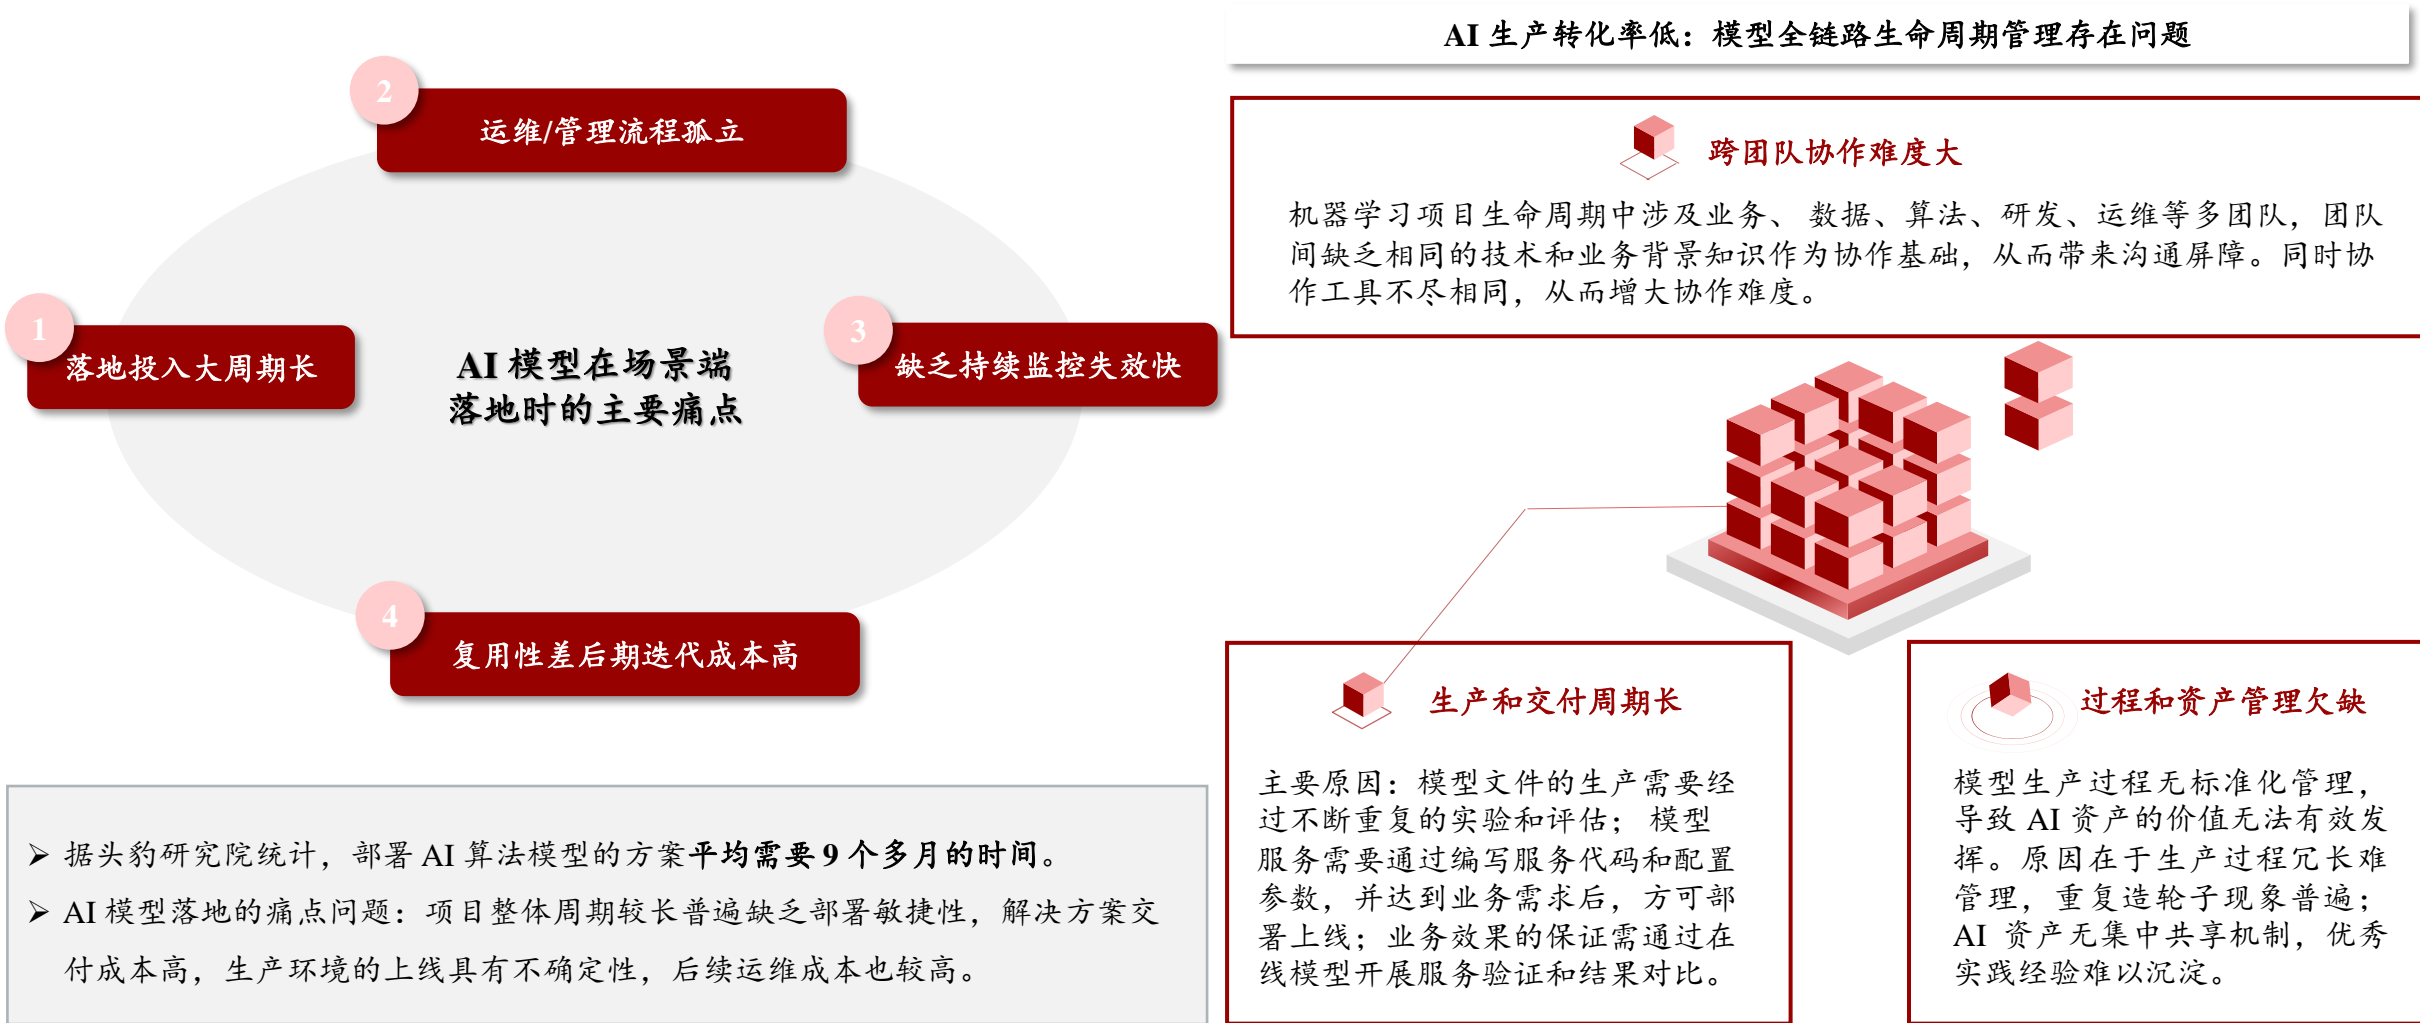 2
运维/管理流程孤立
1
落地投入大周期长
AI 模型在场景端
落地时的主要痛点
3
缺乏持续监控失效快
4
复用性差后期迭代成本高
➢ 据头豹研究院统计，部署 AI 算法模型的方案平均需要 9 个多月的时间。
➢ AI 模型落地的痛点问题：项目整体周期较长普遍缺乏部署敏捷性，解决方案交
付成本高，生产环境的上线具有不确定性，后续运维成本也较高。
AI 生产转化率低：模型全链路生命周期管理存在问题
跨团队协作难度大
机器学习项目生命周期中涉及业务、 数据、算法、研发、运维等多团队，团队
间缺乏相同的技术和业务背景知识作为协作基础，从而带来沟通屏障。同时协
作工具不尽相同，从而增大协作难度。
生产和交付周期长
主要原因：模型文件的生产需要经
过不断重复的实验和评估； 模型
服务需要通过编写服务代码和配置
参数，并达到业务需求后，方可部
署上线；业务效果的保证需通过在
线模型开展服务验证和结果对比。
过程和资产管理欠缺
模型生产过程无标准化管理，
导致 AI 资产的价值无法有效发
挥。原因在于生产过程冗长难
管理，重复造轮子现象普遍；
AI 资产无集中共享机制，优秀
实践经验难以沉淀。